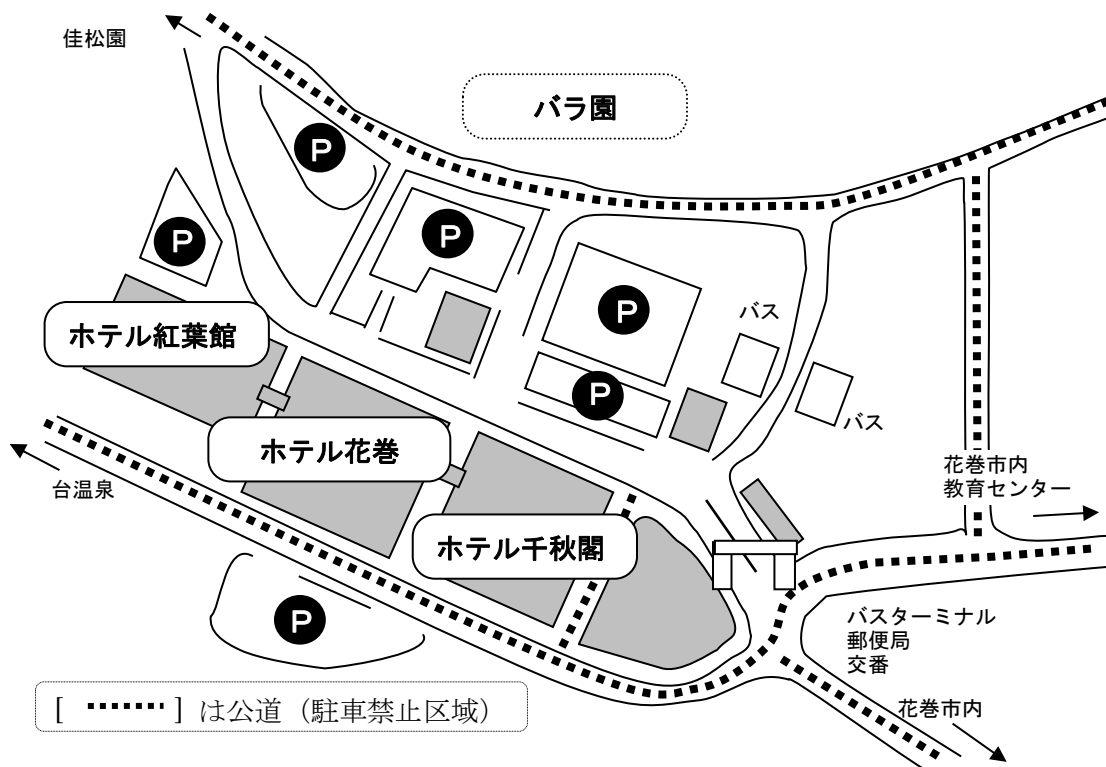 佳松園
バラ園
P
P
P
P
バス
ホテル紅葉館
P
バス
ホテル花巻
台温泉
花巻市内
教育センター
ホテル千秋閣
P
バスターミナル
郵便局
交番
[ ] は公道（駐車禁止区域）
花巻市内